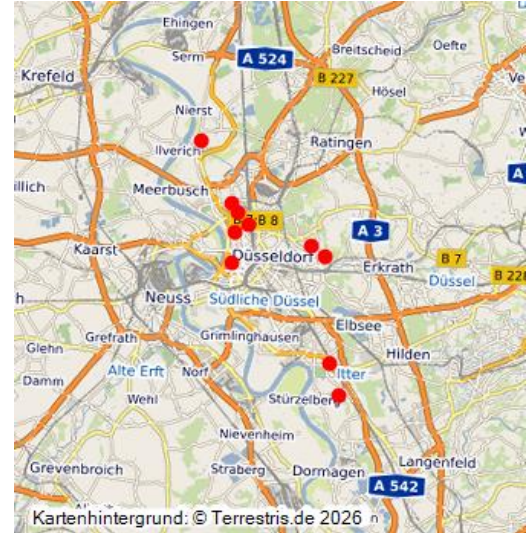 Ehingen
Serm
A 524
Breitscheid
Oefte
Krefeld
B 227
Hösel
Nierst
Ilverich
Ratingen
Meerbusch
B 8
A 3
Kaarst
Düsseldorf
Erkrath
B 7
B 228
Düssel
Neuss
Südliche Düssel
Elbsee
Glehn
Grefrath
Grimlinghausen
Hilden
Damm
Alte Erft
Norf
Itter
Wehl
Stürzelberg
Nievenheim
Grevenbroich
Straberg
Dormagen
Langenfeld
A 542
Kartenhintergrund: © Terrestris.de 2026